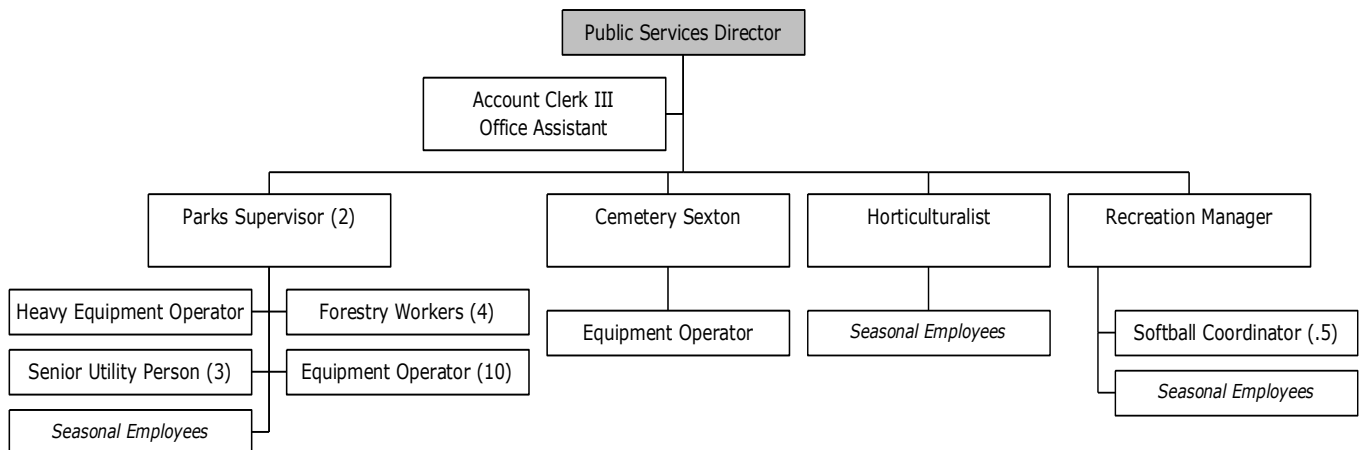 Public Services Director
Account Clerk III
Office Assistant
Parks Supervisor (2)
Cemetery Sexton
Horticulturalist
Recreation Manager
Heavy Equipment Operator
Forestry Workers (4)
Senior Utility Person (3)
Equipment Operator (10)
Seasonal Employees
Equipment Operator
Seasonal Employees
Softball Coordinator (.5)
Seasonal Employees